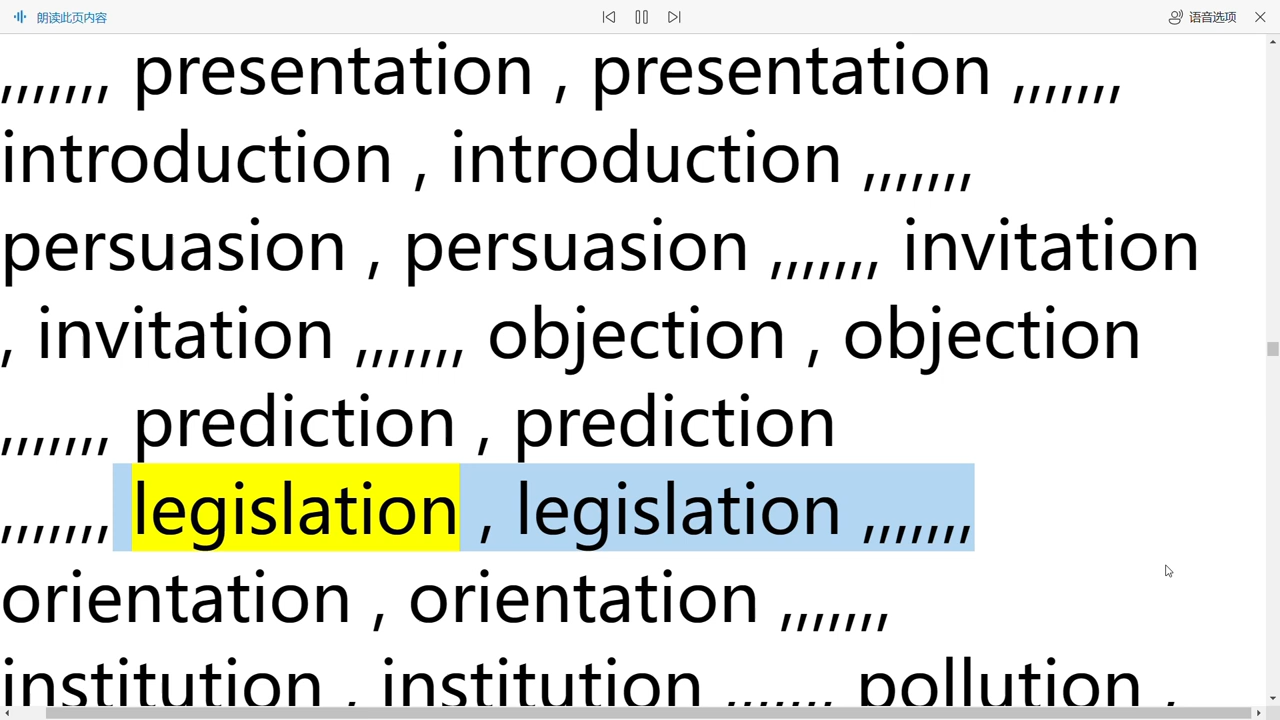 朗读此页内容 语音选项
,,,,,,, presentation , presentation ,,,,,,,
introduction , introduction ,,,,,,,
persuasion , persuasion ,,,,,,, invitation
, invitation ,,,,,,, objection , objection
,,,,,,, prediction , prediction
,,,,,,, legislation , legislation ,,,,,,,
orientation , orientation ,,,,,,,
institution , institution ,,,,,,, pollution ,